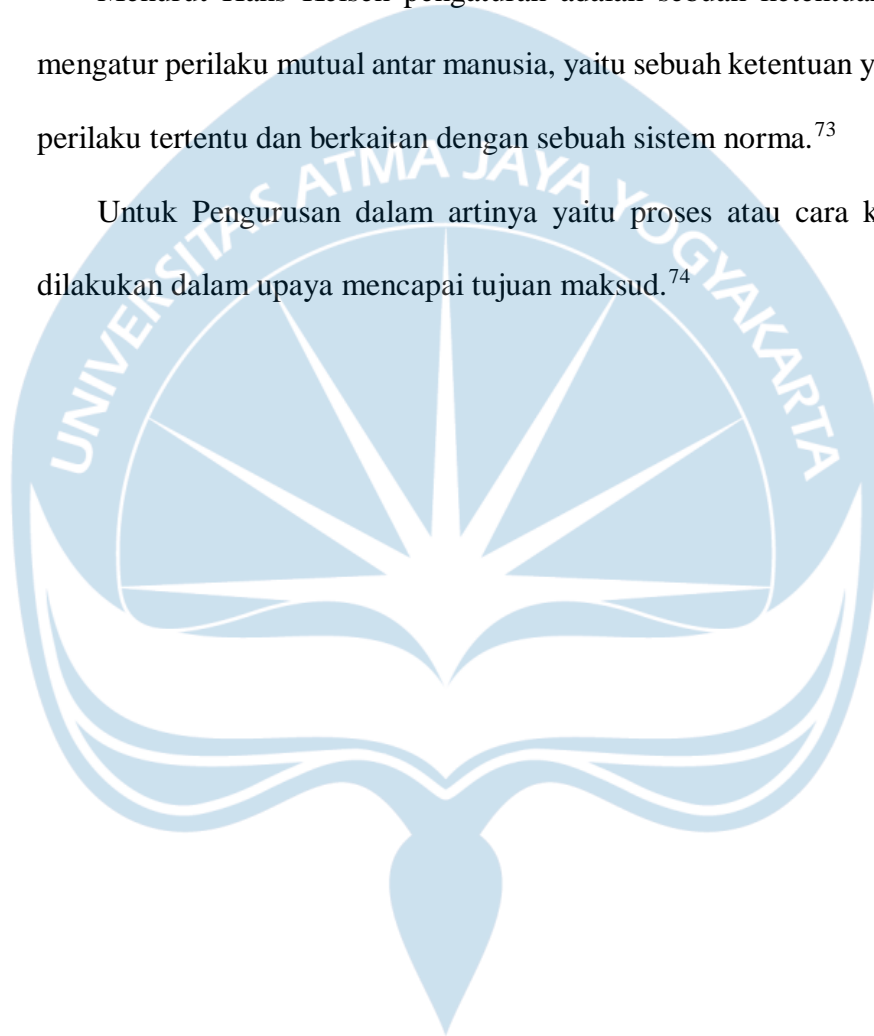 Menurut Hans Kelsen pengaturan adalah sebuah ketentuan
mengatur perilaku mutual antar manusia, yaitu sebuah ketentuan
perilaku tertentu dan berkaitan dengan sebuah sistem norma.73
Untuk Pengurusan dalam artinya yaitu proses atau cara
dilakukan dalam upaya mencapai tujuan maksud.74
UNIVERSITAS ATMA JAYA YOGYAKARTA